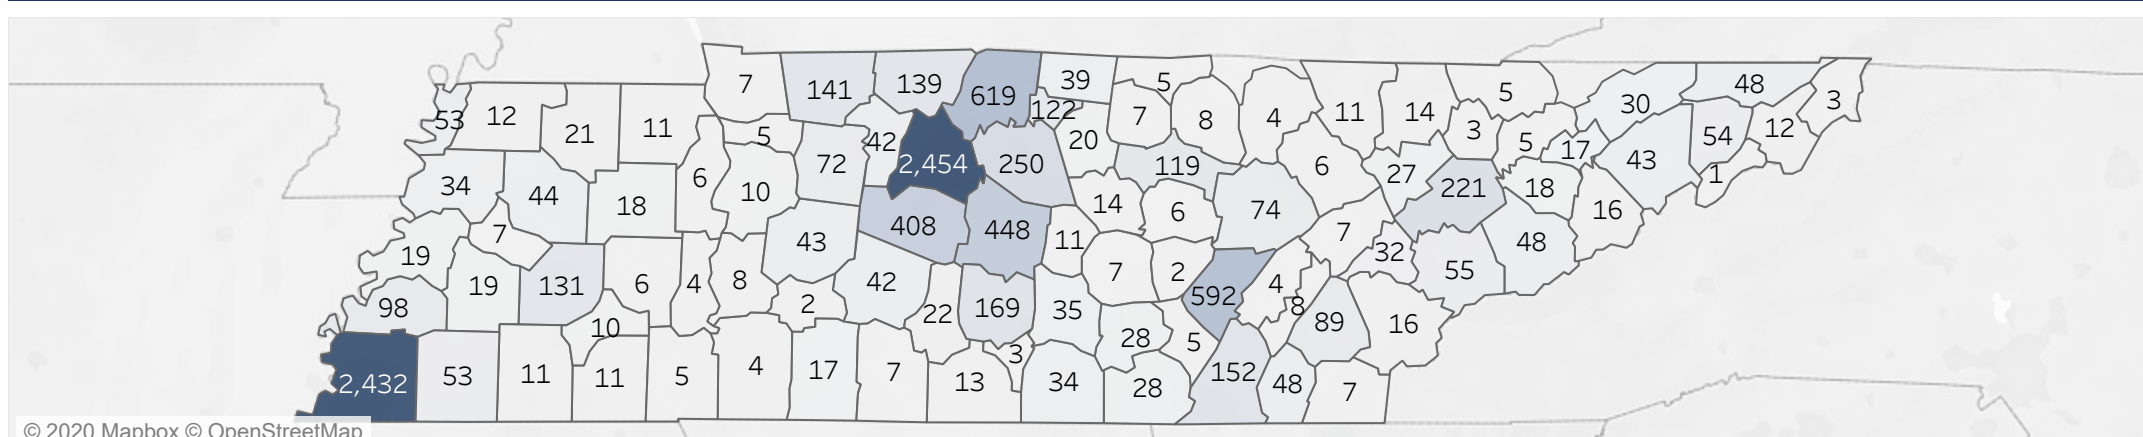 7 141 139 619 39 5
53 12 21 11 5 42 122 20 7 8 4 11 14 5 30 48 3
72 2,454 250 119 6 27 3 5 17 43 54 12
34 44 18 6 10 14 6 74 221 18 16 1
19 7 43 408 448 11 7 32 48
98 19 131 6 4 8 2 42 22 169 35 7 2 592 4 8 89 16 55
10 3 28 5
2,432 53 11 11 5 4 17 7 13 34 28 152 48 7
© 2020 Mapbox © OpenStreetMap